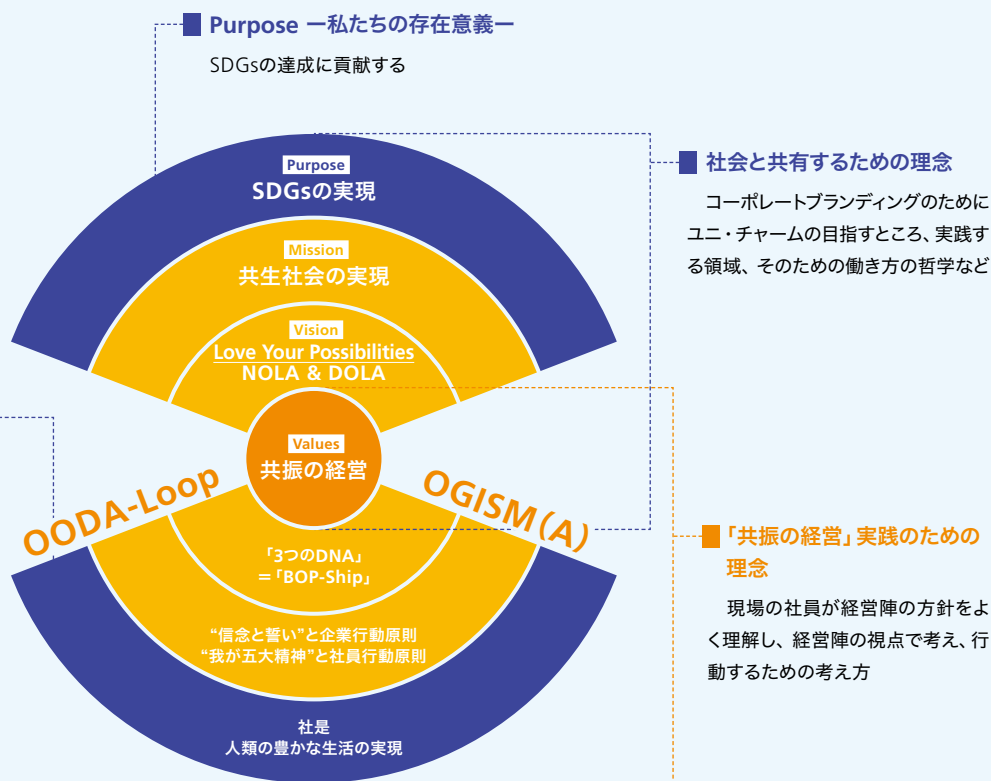 Purpose ー私たちの存在意義ー
SDGsの達成に貢献する
Purpose
SDGsの実現
Mission
共生社会の実現
Vision
Love Your Possibilities
NOLA & DOLA
Values
共振の経営
OODA-Loop
OGISM(A)
「3つのDNA」
＝「BOP-Ship」
“信念と誓い”と企業行動原則
“我が五大精神”と社員行動原則
社是
人類の豊かな生活の実現
社会と共有するための理念
コーポレートブランディングのために
ユニ・チャームの目指すところ、実践す
る領域、そのための働き方の哲学など
「共振の経営」実践のための
理念
現場の社員が経営陣の方針をよ
く理解し、経営陣の視点で考え、行
動するための考え方